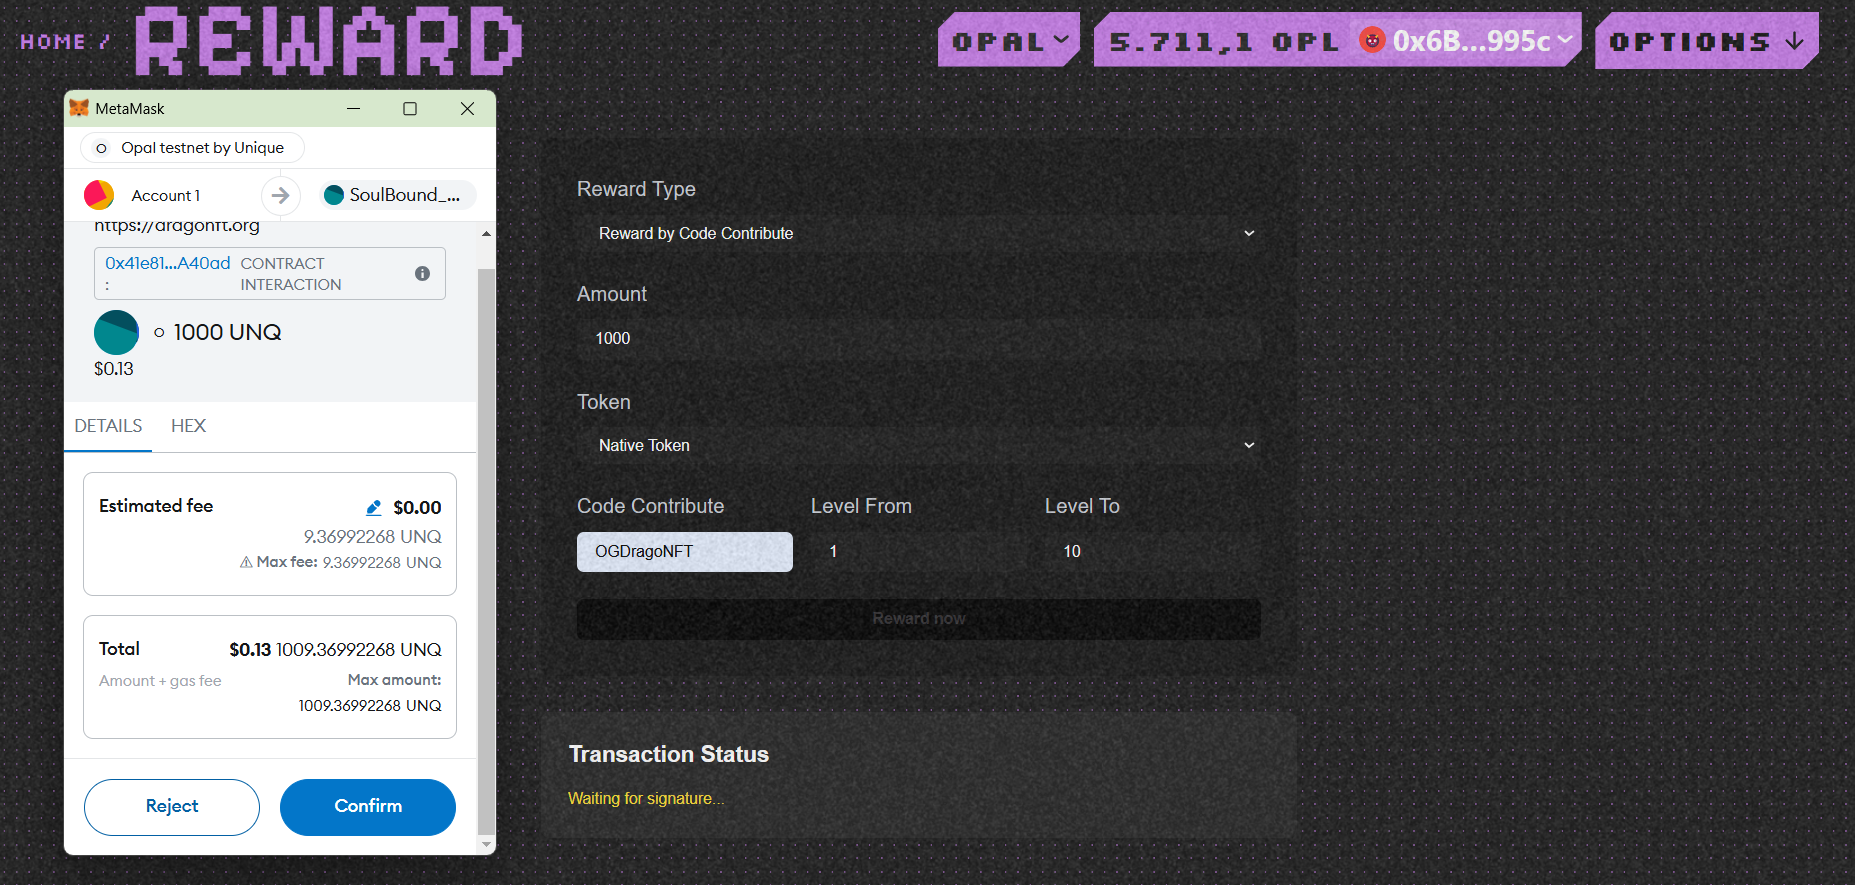 HOME / REWARD
OPAL
5.711,1 OPL 0x6B...995c
OPTIONS
MetaMask
Opal testnet by Unique
Account 1
SoulBound_...
https://dragonft.org
0x41e81...A40ad
:
CONTRACT
INTERACTION
1000 UNQ
$0.13
DETAILS
HEX
Estimated fee
$0.00
9.36992268 UNQ
Max fee: 9.36992268 UNQ
Total
$0.13 1009.36992268 UNQ
Amount + gas fee
Max amount:
1009.36992268 UNQ
Reject
Confirm
Reward Type
Reward by Code Contribute
Amount
1000
Token
Native Token
Code Contribute
Level From
Level To
OGDragoNFT
1
10
Reward now
Transaction Status
Waiting for signature...